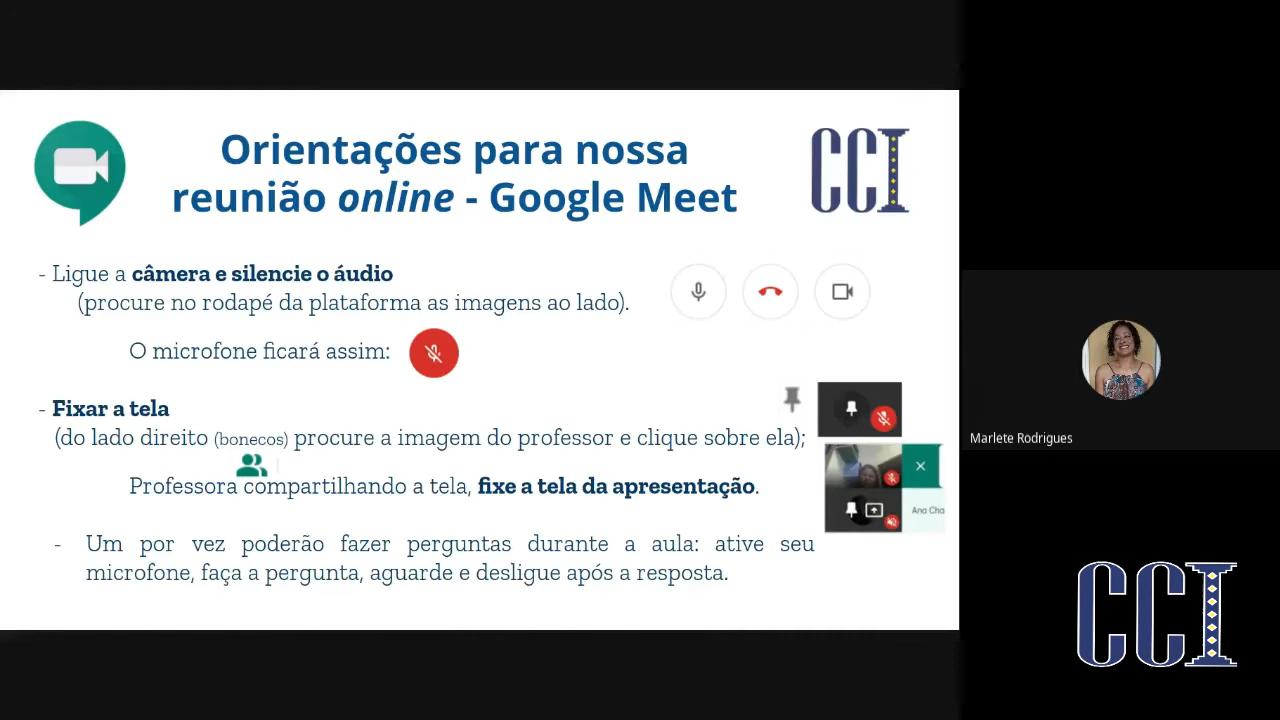 Orientações para nossa
reunião online - Google Meet
CCI
- Ligue a câmera e silencie o áudio
(procure no rodapé da plataforma as imagens ao lado).
O microfone ficará assim:
- Fixar a tela
(do lado direito (bonecos) procure a imagem do professor e clique sobre ela);
Professora compartilhando a tela, fixe a tela da apresentação.
Ana Cha
- Um por vez poderão fazer perguntas durante a aula: ative seu
microfone, faça a pergunta, aguarde e desligue após a resposta.
Marlete Rodrigues
CCI